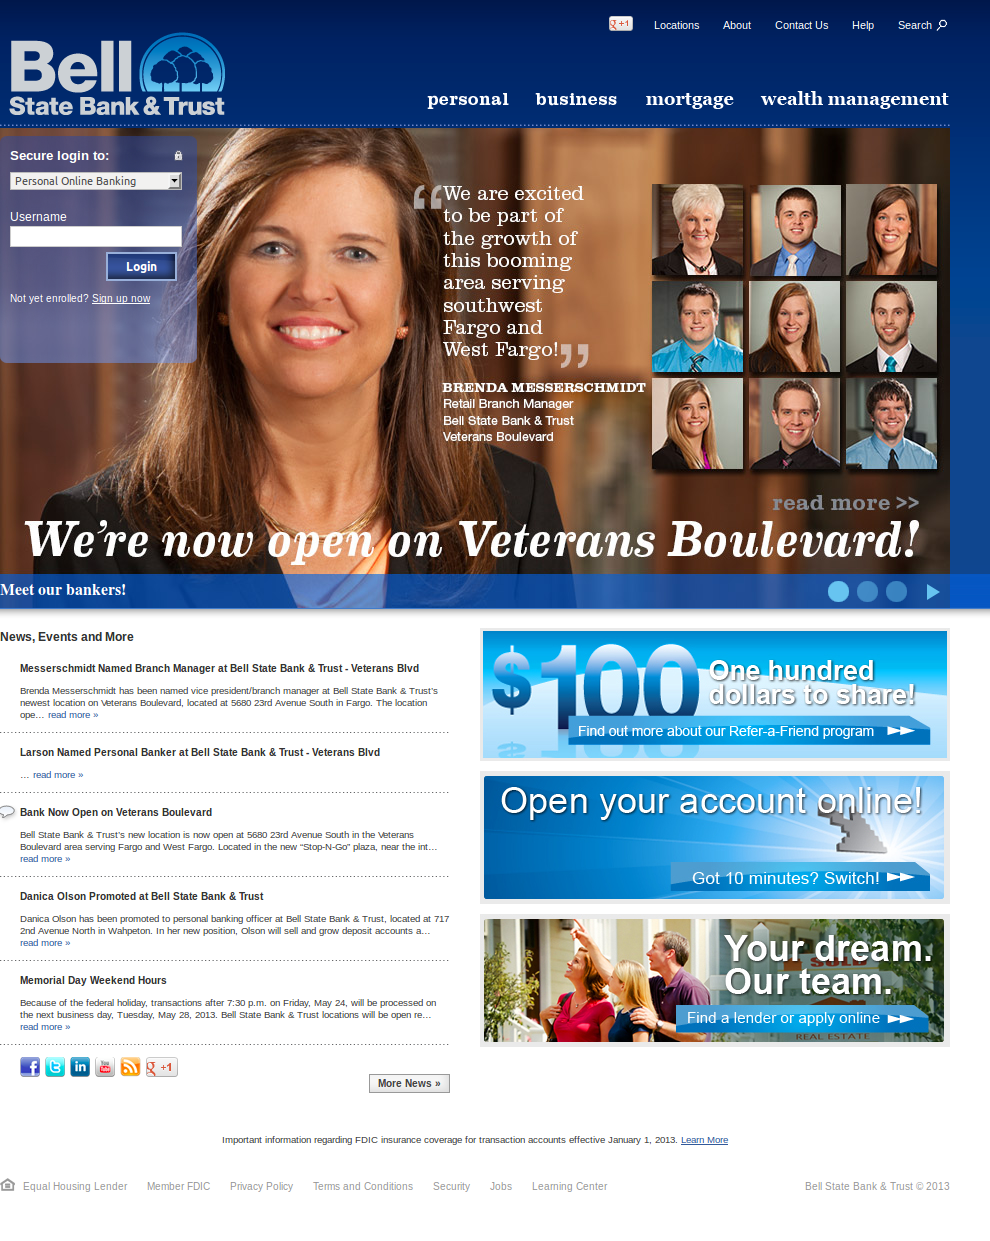 g +1 Locations About Contact Us Help Search
Bell
State Bank & Trust
personal business mortgage wealth management
Secure login to:
Personal Online Banking
Username
Login
Not yet enrolled? Sign up now
“We are excited
to be part of
the growth of
this booming
area serving
southwest
Fargo and
West Fargo!”
BRENDA MESSERSCHMIDT
Retail Branch Manager
Bell State Bank & Trust
Veterans Boulevard
read more >>
We’re now open on Veterans Boulevard!
Meet our bankers!
News, Events and More
Messerschmidt Named Branch Manager at Bell State Bank & Trust - Veterans Blvd
Brenda Messerschmidt has been named vice president/branch manager at Bell State Bank & Trust’s
newest location on Veterans Boulevard, located at 5680 23rd Avenue South in Fargo. The location
ope… read more »
Larson Named Personal Banker at Bell State Bank & Trust - Veterans Blvd
… read more »
Bank Now Open on Veterans Boulevard
Bell State Bank & Trust’s new location is now open at 5680 23rd Avenue South in the Veterans
Boulevard area serving Fargo and West Fargo. Located in the new “Stop-N-Go” plaza, near the int…
read more »
Danica Olson Promoted at Bell State Bank & Trust
Danica Olson has been promoted to personal banking officer at Bell State Bank & Trust, located at 717
2nd Avenue North in Wahpeton. In her new position, Olson will sell and grow deposit accounts a…
read more »
Memorial Day Weekend Hours
Because of the federal holiday, transactions after 7:30 p.m. on Friday, May 24, will be processed on
the next business day, Tuesday, May 28, 2013. Bell State Bank & Trust locations will be open re…
read more »
f t in You Tube g +1
More News »
$100 One hundred
dollars to share!
Find out more about our Refer-a-Friend program
Open your account online!
Got 10 minutes? Switch!
Your dream.
SOLD
Our team.
Find a lender or apply online
REAL ESTATE
Important information regarding FDIC insurance coverage for transaction accounts effective January 1, 2013. Learn More
Equal Housing Lender Member FDIC Privacy Policy Terms and Conditions Security Jobs Learning Center Bell State Bank & Trust © 2013